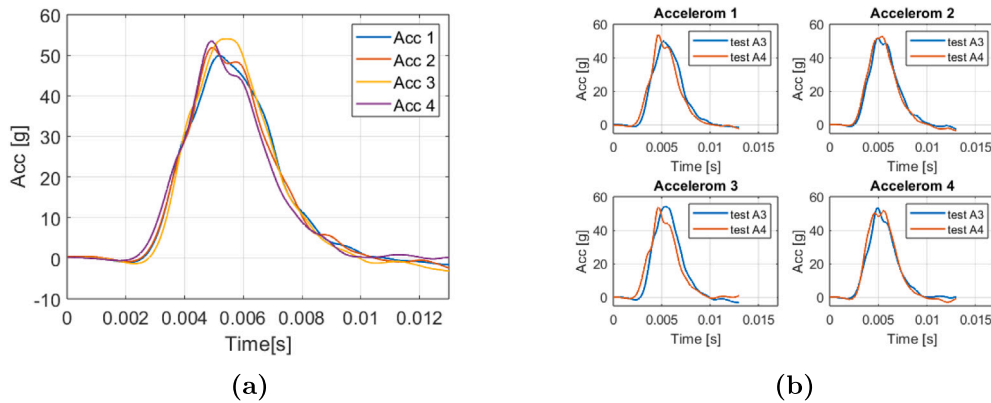 60
50
40
30
20
10
0
-10
Acc [g]
Acc 1
Acc 2
Acc 3
Acc 4
0 0.002 0.004 0.006 0.008 0.01 0.012
Time[s]
(a)
Accelerom 1
60
40
20
0
Acc [g]
test A3
test A4
0 0.005 0.01 0.015
Time [s]
Accelerom 2
60
40
20
0
Acc [g]
test A3
test A4
0 0.005 0.01 0.015
Time [s]
Accelerom 3
60
40
20
0
Acc [g]
test A3
test A4
0 0.005 0.01 0.015
Time [s]
Accelerom 4
60
40
20
0
Acc [g]
test A3
test A4
0 0.005 0.01 0.015
Time [s]
(b)